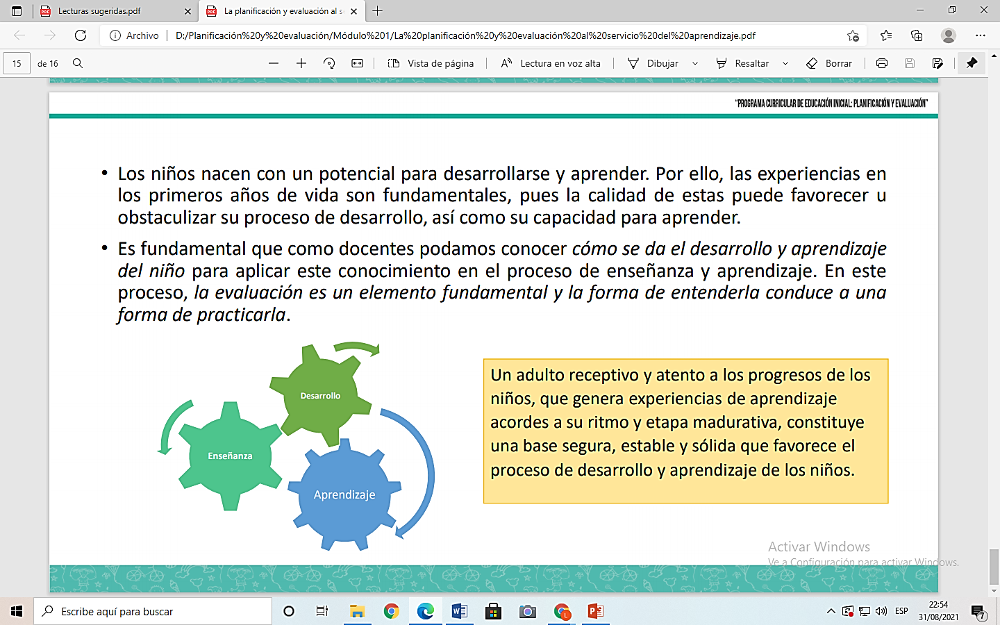 Lecturas sugeridas.pdf
La planificación y evaluación al s
Archivo
D:/Planificación%20y%20evaluación/Módulo%201/La%20planificación%20y%20evaluación%20al%20servicio%20del%20aprendizaje.pdf
15 de 16
Vista de página
Lectura en voz alta
Dibujar
Resaltar
Borrar
"PROGRAMA CURRICULAR DE EDUCACIÓN INICIAL: PLANIFICACIÓN Y EVALUACIÓN"
• Los niños nacen con un potencial para desarrollarse y aprender. Por ello, las experiencias en
los primeros años de vida son fundamentales, pues la calidad de estas puede favorecer u
obstaculizar su proceso de desarrollo, así como su capacidad para aprender.
• Es fundamental que como docentes podamos conocer cómo se da el desarrollo y aprendizaje
del niño para aplicar este conocimiento en el proceso de enseñanza y aprendizaje. En este
proceso, la evaluación es un elemento fundamental y la forma de entenderla conduce a una
forma de practicarla.
Desarrollo
Enseñanza
Aprendizaje
Un adulto receptivo y atento a los progresos de los
niños, que genera experiencias de aprendizaje
acordes a su ritmo y etapa madurativa, constituye
una base segura, estable y sólida que favorece el
proceso de desarrollo y aprendizaje de los niños.
Activar Windows
Ve a Configuración para activar Windows.
Escribe aquí para buscar
ESP
22:54
31/08/2021
7